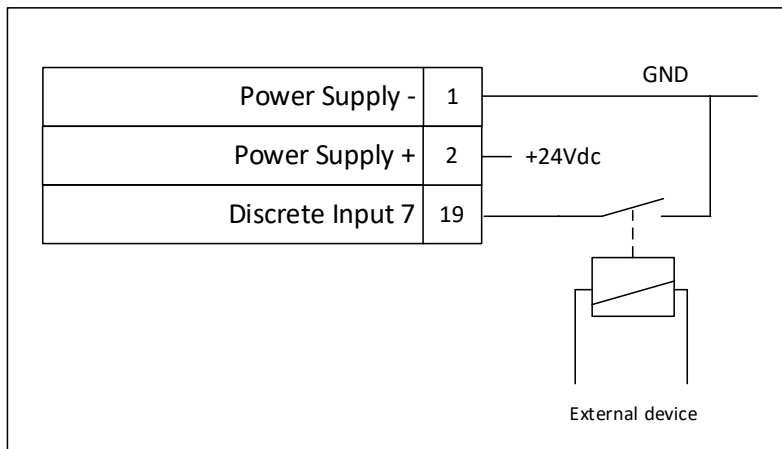 GND
Power Supply - 1
Power Supply + 2 +24Vdc
Discrete Input 7 19
External device